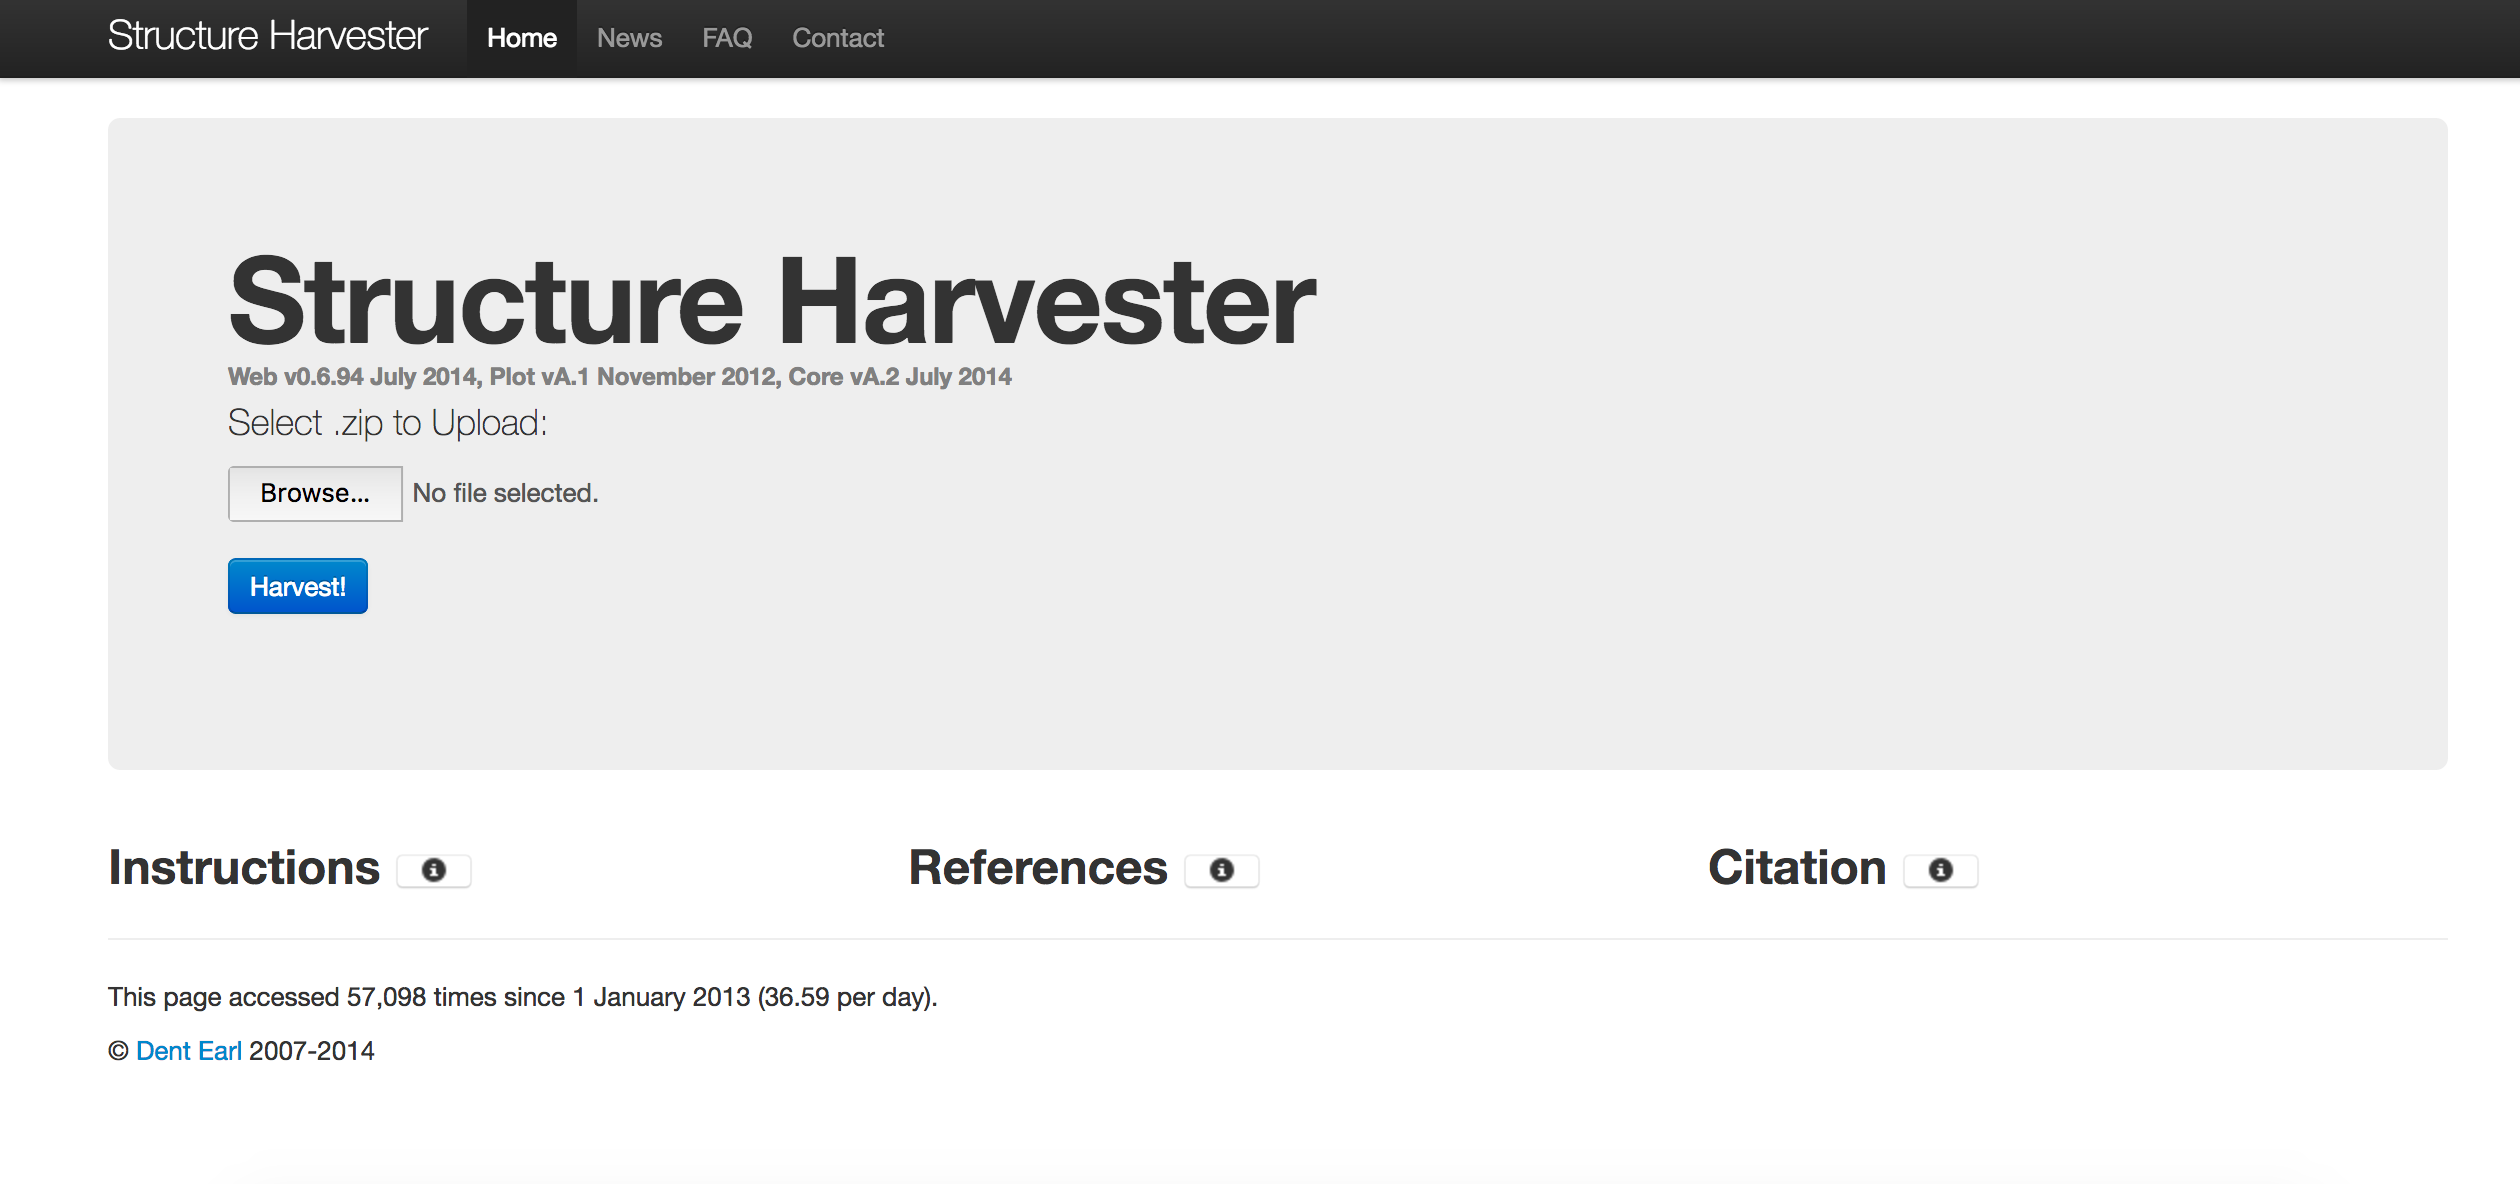 Structure Harvester Home News FAQ Contact
Structure Harvester
Web v0.6.94 July 2014, Plot vA.1 November 2012, Core vA.2 July 2014
Select .zip to Upload:
Browse... No file selected.
Harvest!
Instructions References Citation
This page accessed 57,098 times since 1 January 2013 (36.59 per day).
© Dent Earl 2007-2014